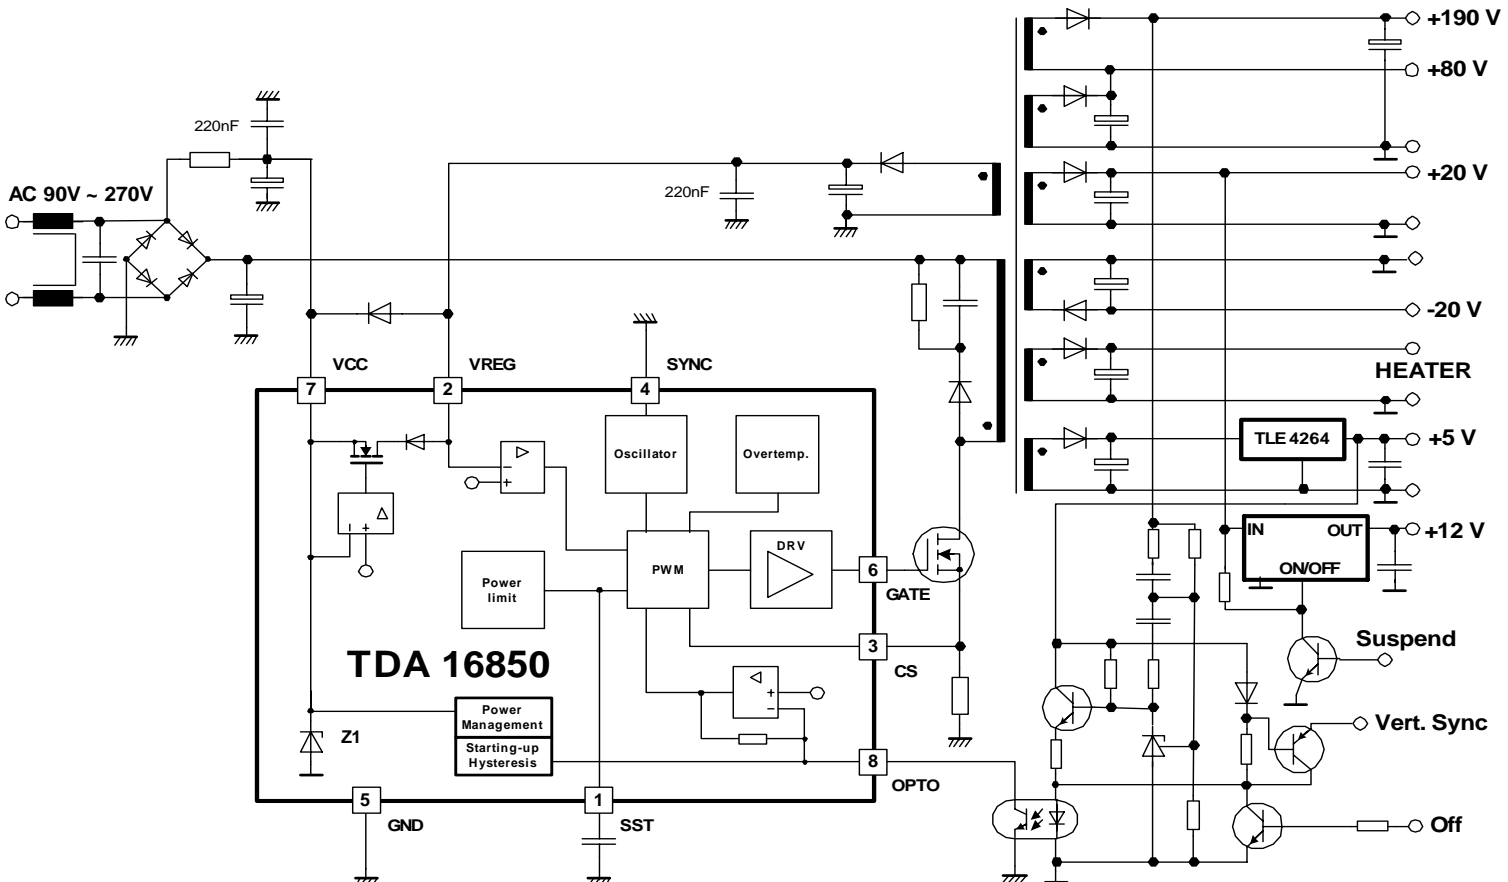 +190 V
+80 V
220nF
+20 V
AC 90V ~ 270V
220nF
-20 V
VCC
VREG
SYNC
HEATER
7
2
4
TLE 4264
+5 V
Oscillator
Overtemp.
− +
− +
IN OUT
ON/OFF
+12 V
DRV
PWM
6
GATE
Power
limit
3
CS
Suspend
TDA 16850
+ −
Power
Management
Z1
Starting-up
Hysteresis
Vert. Sync
8
OPTO
5
GND
1
SST
Off